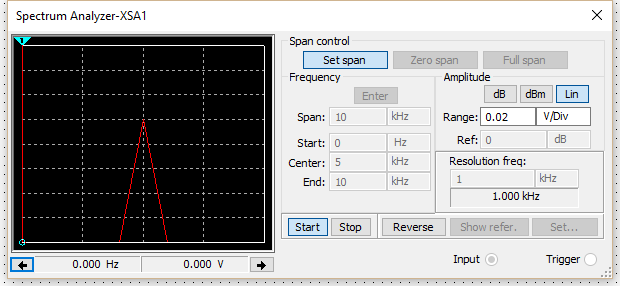 Spectrum Analyzer-XSA1
1
Span control
Set span Zero span Full span
Frequency
Enter
Span: 10 kHz
Start: 0 Hz
Center: 5 kHz
End: 10 kHz
Amplitude
dB dBm Lin
Range: 0.02 V/Div
Ref: 0 dB
Resolution freq:
1 kHz
1.000 kHz
Start Stop Reverse Show refer. Set...
0.000 Hz 0.000 V
Input Trigger